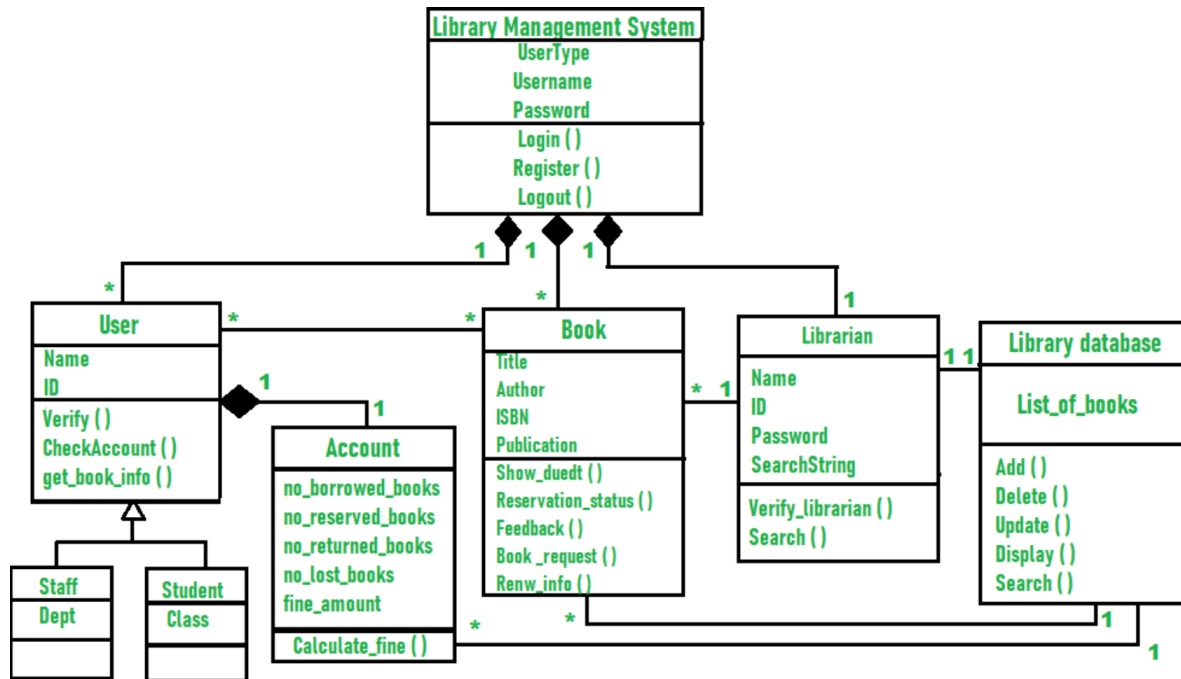 Library Management System
UserType
Username
Password
Login ( )
Register ( )
Logout ( )
1
1
1
*
*
1
User
Name
ID
Verify ( )
CheckAccount ( )
get_book_info ( )
*
*
Book
Title
Author
ISBN
Publication
Show_duedt ( )
Reservation_status ( )
Feedback ( )
Book_request ( )
Renw_info ( )
*
1
Librarian
Name
ID
Password
SearchString
Verify_librarian ( )
Search ( )
1
1
Library database
List_of_books
Add ( )
Delete ( )
Update ( )
Display ( )
Search ( )
1
1
Account
no_borrowed_books
no_reserved_books
no_returned_books
no_lost_books
fine_amount
Calculate_fine ( )
Staff
Dept
Student
Class
*
1
*
1